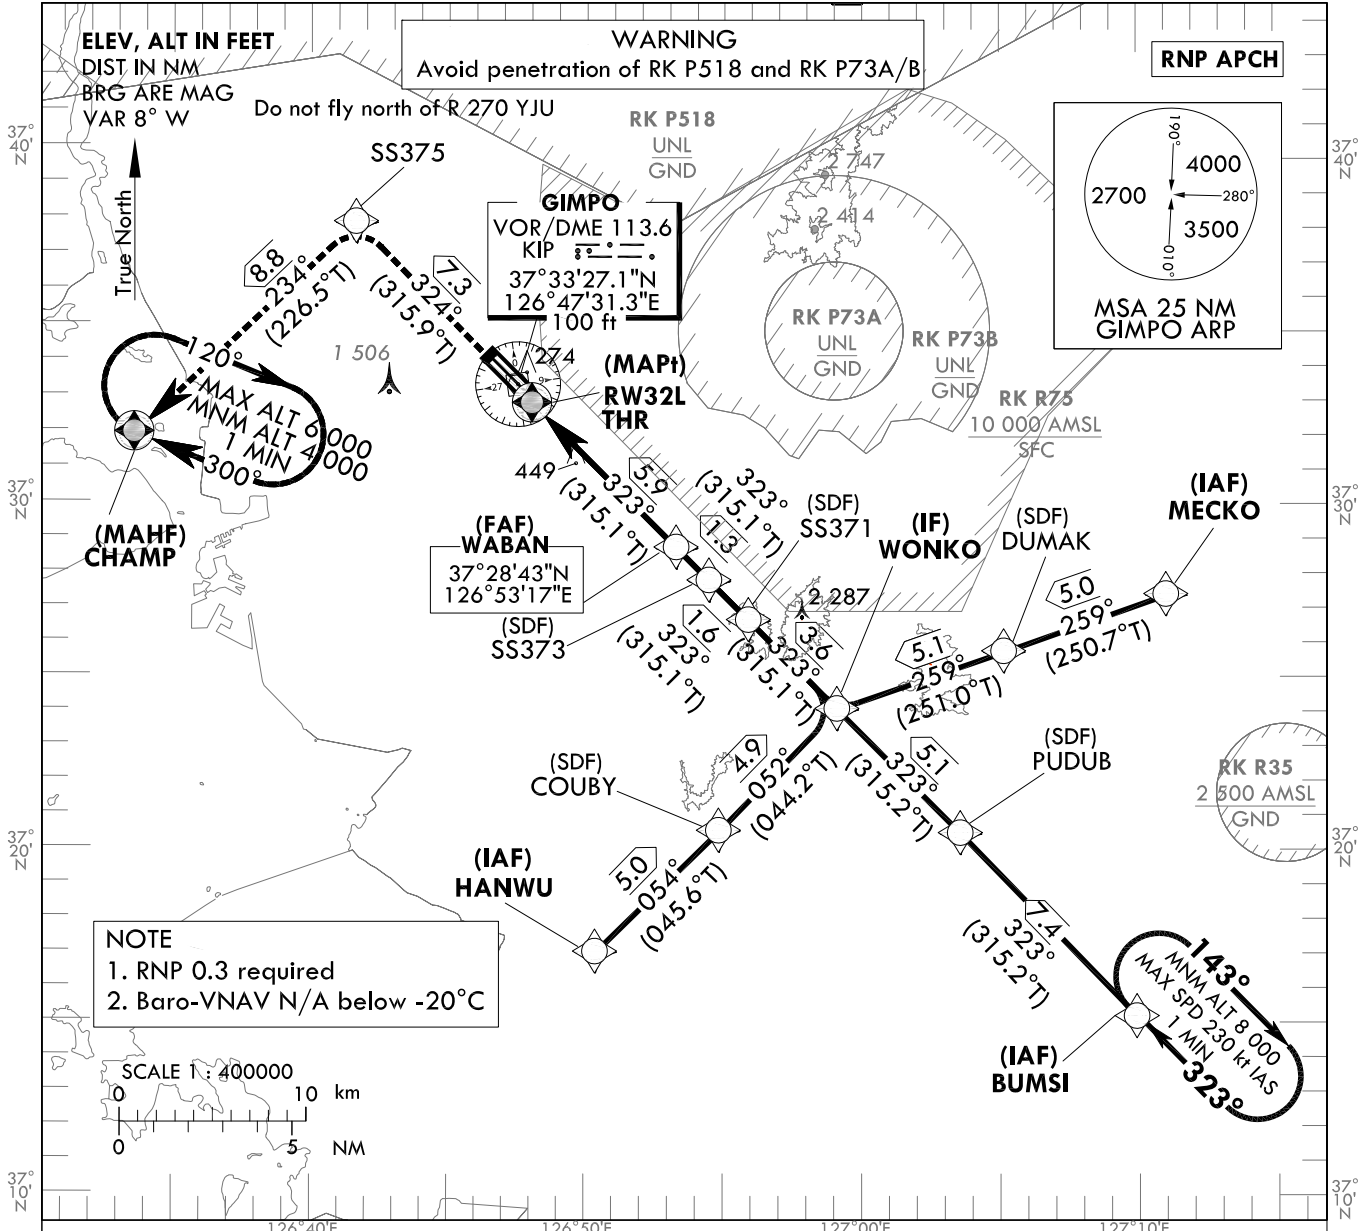 ELEV, ALT IN FEET
DIST IN NM
BRG ARE MAG
VAR 8° W
True North
WARNING
Avoid penetration of RK P518 and RK P73A/B
Do not fly north of R 270 YJU
RNP APCH
190°
4000
2700
280°
3500
010°
MSA 25 NM
GIMPO ARP
37°
40'
N
37°
40'
N
RK P518
UNL
GND
2 747
2 414
SS375
GIMPO
VOR/DME 113.6
KIP
37°33'27.1"N
126°47'31.3"E
100 ft
8.8
234°
(226.5°T)
7.3
324°
(315.9°T)
RK P73A
UNL
GND
RK P73B
UNL
GND
RK R75
10 000 AMSL
SFC
1 506
274
0
9
27
(MAPt)
RW32L
THR
120°
MAX ALT 6 000
MNM ALT 4 000
1 MIN
300°
(MAHF)
CHAMP
449
5.9
323°
(315.1°T)
323°
(315.1°T)
1.3
(SDF)
SS371
(IF)
WONKO
(SDF)
DUMAK
(IAF)
MECKO
37°
30'
N
37°
30'
N
(FAF)
WABAN
37°28'43"N
126°53'17"E
(SDF)
SS373
1.6
323°
(315.1°T)
2 287
3.6
323°
(315.1°T)
5.1
259°
(251.0°T)
5.0
259°
(250.7°T)
(SDF)
COUBY
4.9
052°
(044.2°T)
5.1
323°
(315.2°T)
(SDF)
PUDUB
RK R35
2 500 AMSL
GND
37°
20'
N
37°
20'
N
(IAF)
HANWU
5.0
054°
(045.6°T)
7.4
323°
(315.2°T)
143°
MNM ALT 8 000
MAX SPD 230 kt IAS
1 MIN
323°
(IAF)
BUMSI
NOTE
1. RNP 0.3 required
2. Baro-VNAV N/A below -20°C
SCALE 1 : 400000
0 10 km
0 5 NM
37°
10'
N
37°
10'
N
126°40'E
126°50'E
127°00'E
127°10'E